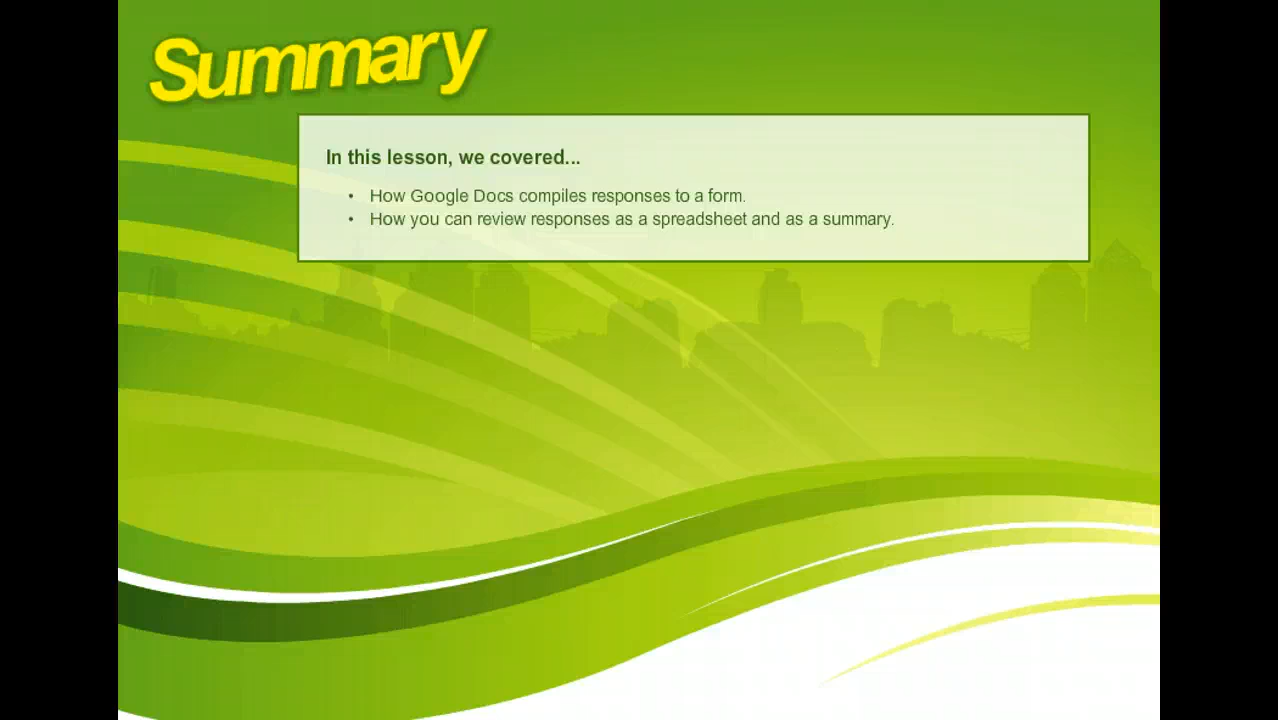 Summary
In this lesson, we covered...
• How Google Docs compiles responses to a form.
• How you can review responses as a spreadsheet and as a summary.